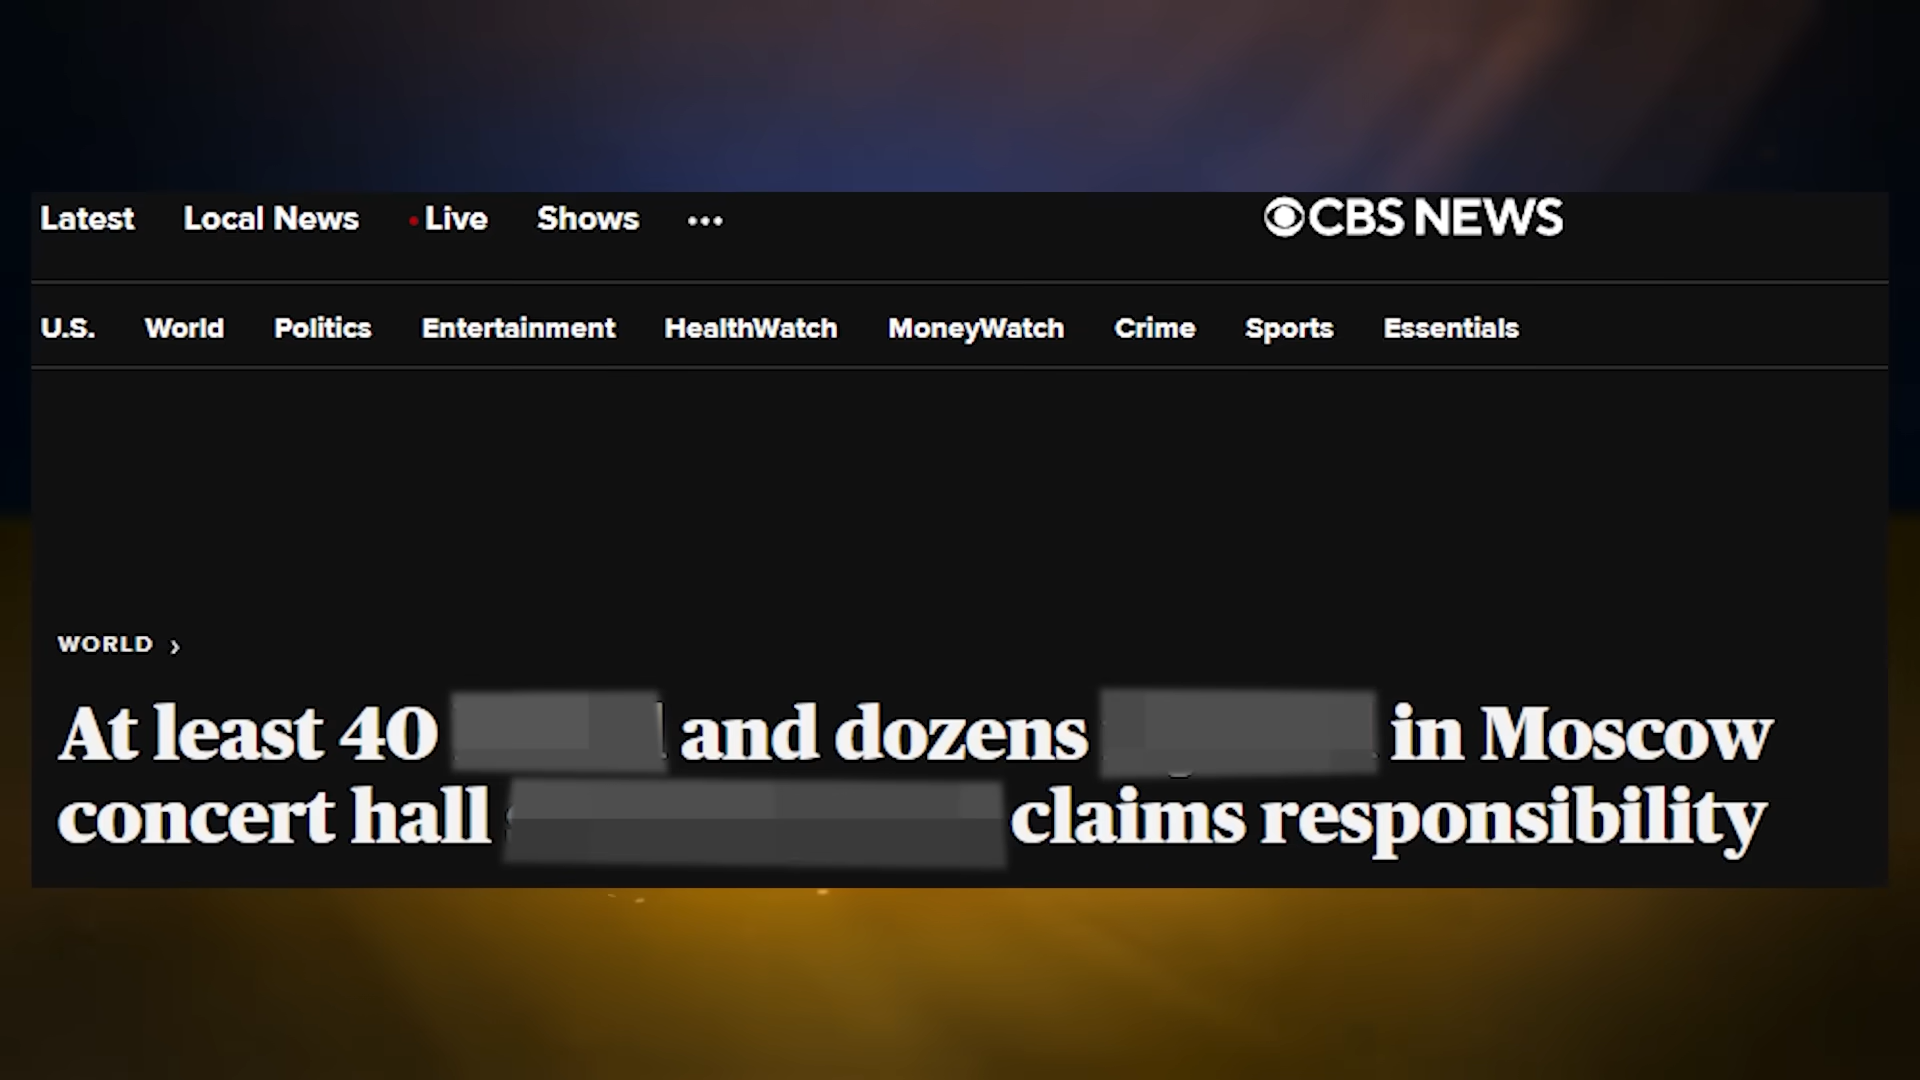 Latest Local News Live Shows ... CBS NEWS
U.S. World Politics Entertainment HealthWatch MoneyWatch Crime Sports Essentials
WORLD >
At least 40 and dozens in Moscow
concert hall claims responsibility